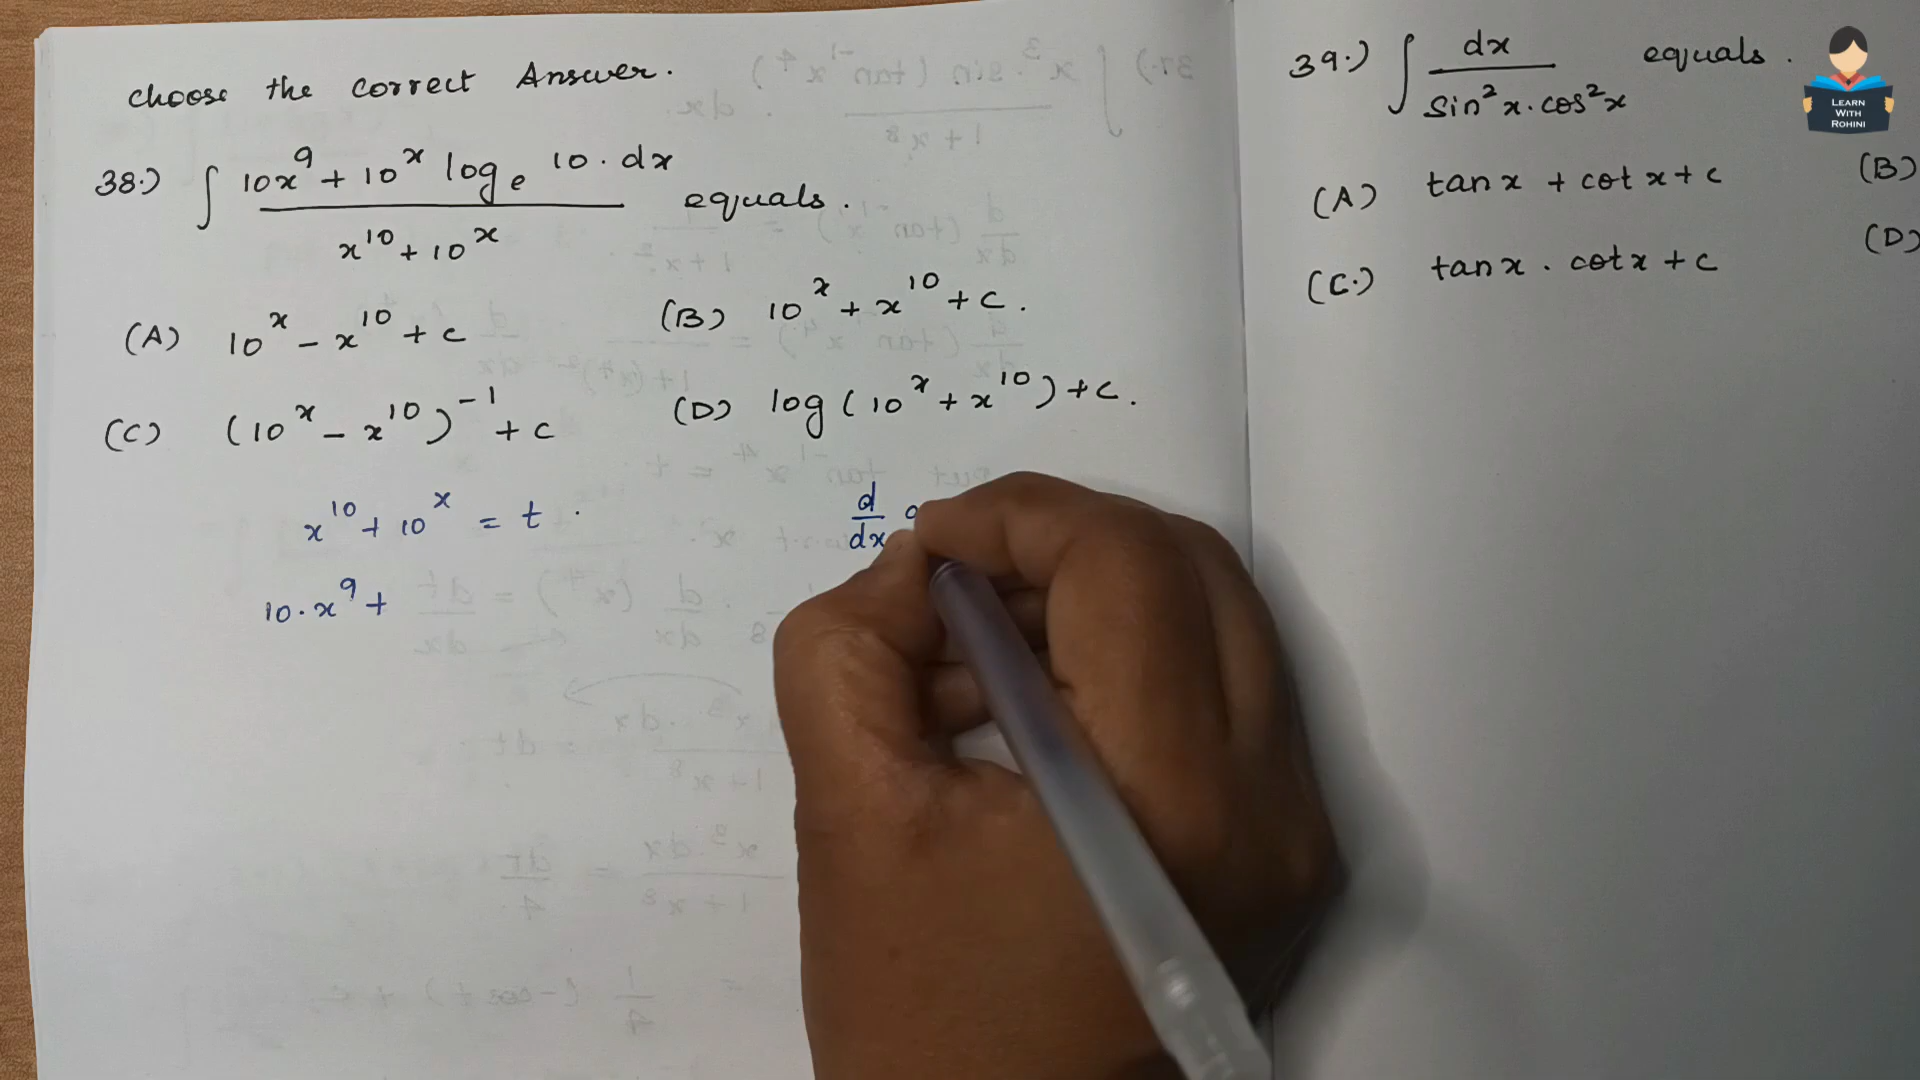 choose the correct Answer.
38.) ∫ 10x⁹ + 10ˣ logₑ 10. dx / x¹⁰ + 10ˣ equals.
(A) 10ˣ - x¹⁰ + c
(B) 10ˣ + x¹⁰ + c.
(C) (10ˣ - x¹⁰)⁻¹ + c
(D) log (10ˣ + x¹⁰) + c.
x¹⁰ + 10ˣ = t.
10.x⁹ +
d/dx
39.) ∫ dx / sin²x.cos²x equals.
(A) tan x + cot x + c
(B)
(C.) tan x . cot x + c
(D)
LEARN
WITH
ROHINI